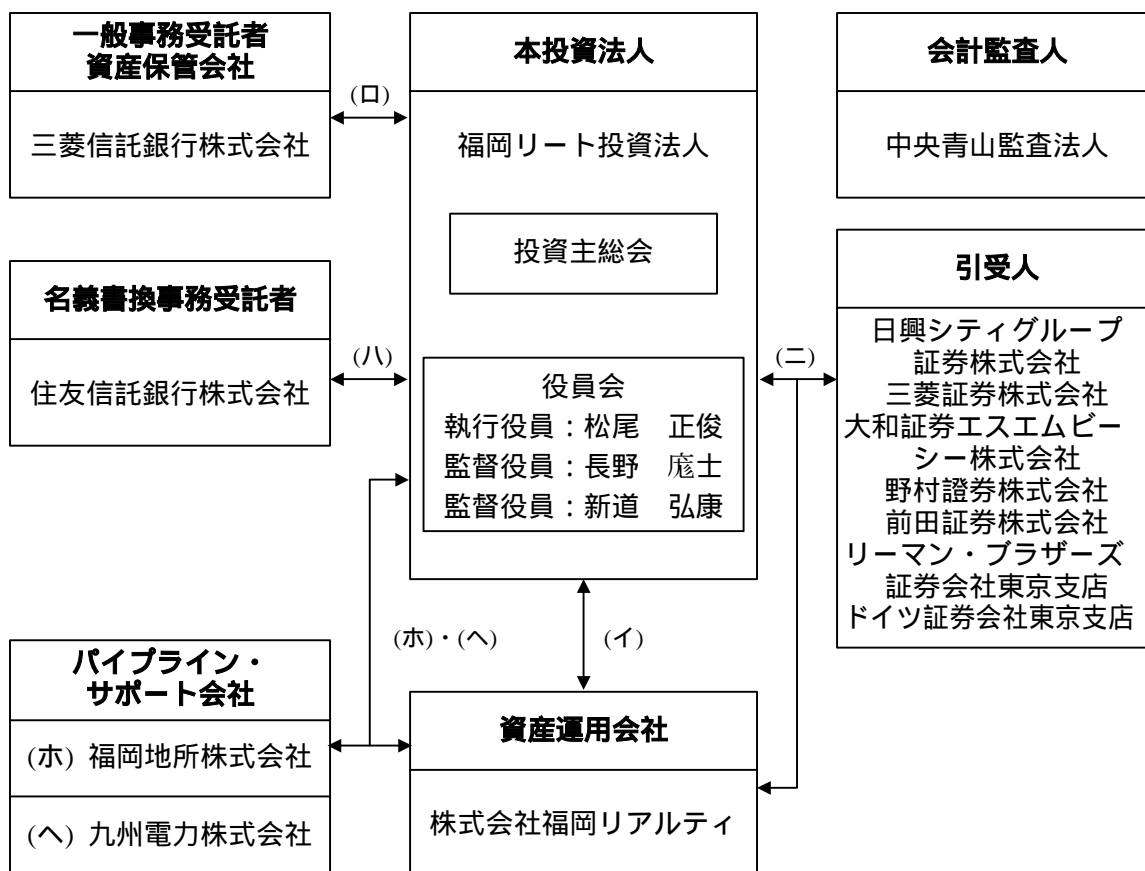 一般事務受託者
資産保管会社
三菱信託銀行株式会社
(ロ)
本投資法人
福岡リート投資法人
投資主総会
役員会
執行役員：松尾　正俊
監督役員：長野　庬士
監督役員：新道　弘康
会計監査人
中央青山監査法人
名義書換事務受託者
住友信託銀行株式会社
(ハ)
(ニ)
引受人
日興シティグループ
証券株式会社
三菱証券株式会社
大和証券エスエムビー
シー株式会社
野村證券株式会社
前田証券株式会社
リーマン・ブラザーズ
証券会社東京支店
ドイツ証券会社東京支店
(ホ)・(ヘ)
(イ)
パイプライン・
サポート会社
(ホ) 福岡地所株式会社
(ヘ) 九州電力株式会社
資産運用会社
株式会社福岡リアルティ